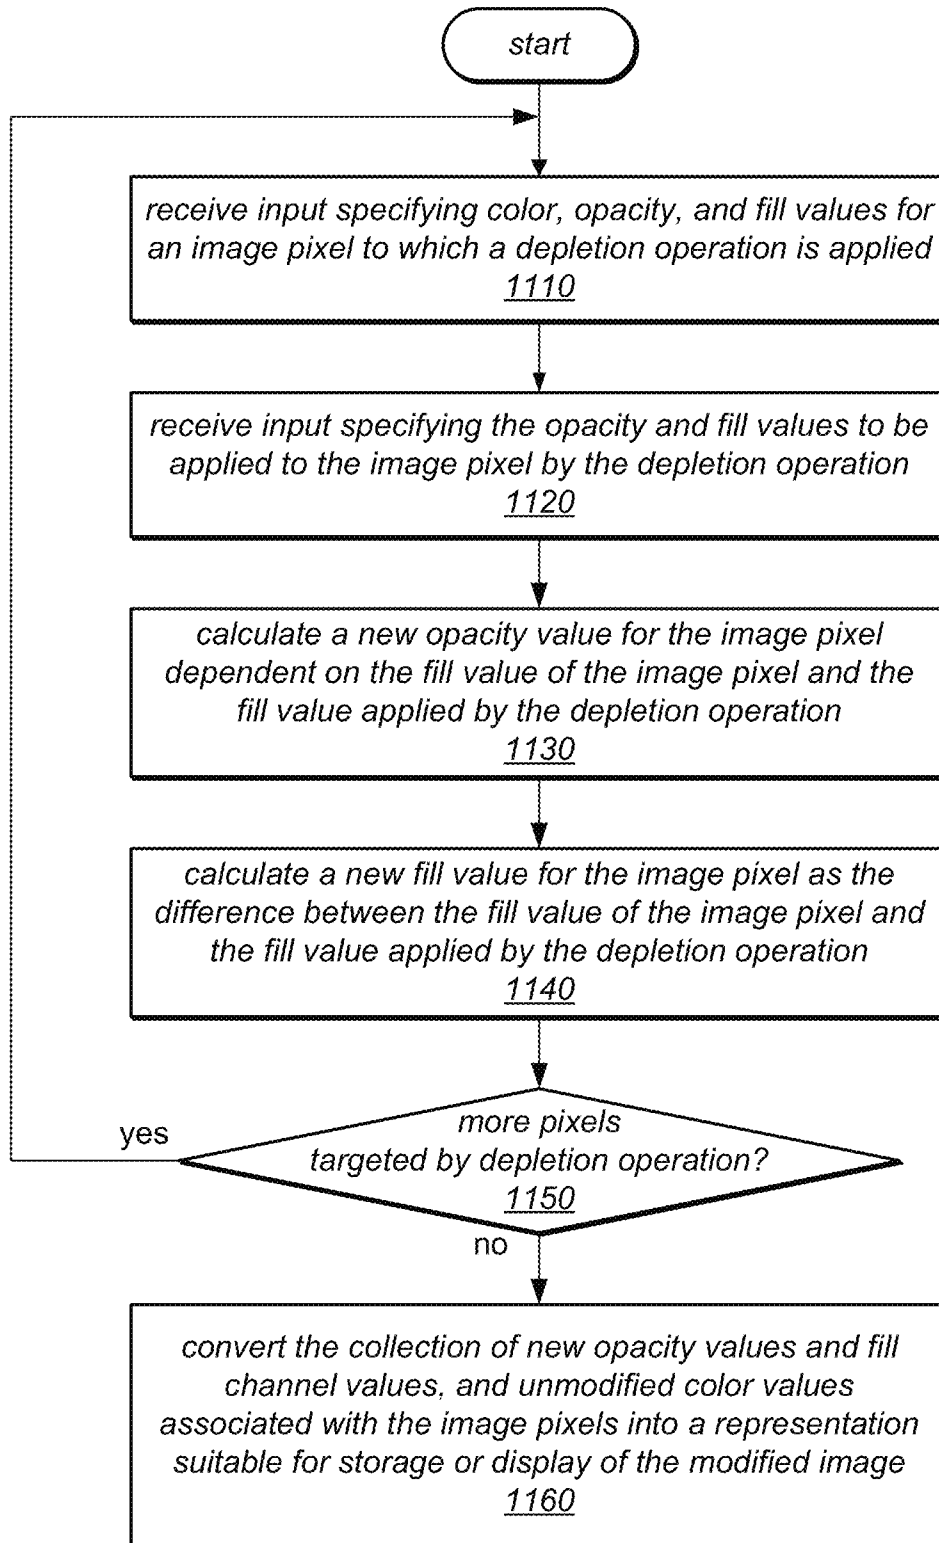 start
receive input specifying color, opacity, and fill values for
an image pixel to which a depletion operation is applied
1110
receive input specifying the opacity and fill values to be
applied to the image pixel by the depletion operation
1120
calculate a new opacity value for the image pixel
dependent on the fill value of the image pixel and the
fill value applied by the depletion operation
1130
calculate a new fill value for the image pixel as the
difference between the fill value of the image pixel and
the fill value applied by the depletion operation
1140
yes
more pixels
targeted by depletion operation?
1150
no
convert the collection of new opacity values and fill
channel values, and unmodified color values
associated with the image pixels into a representation
suitable for storage or display of the modified image
1160